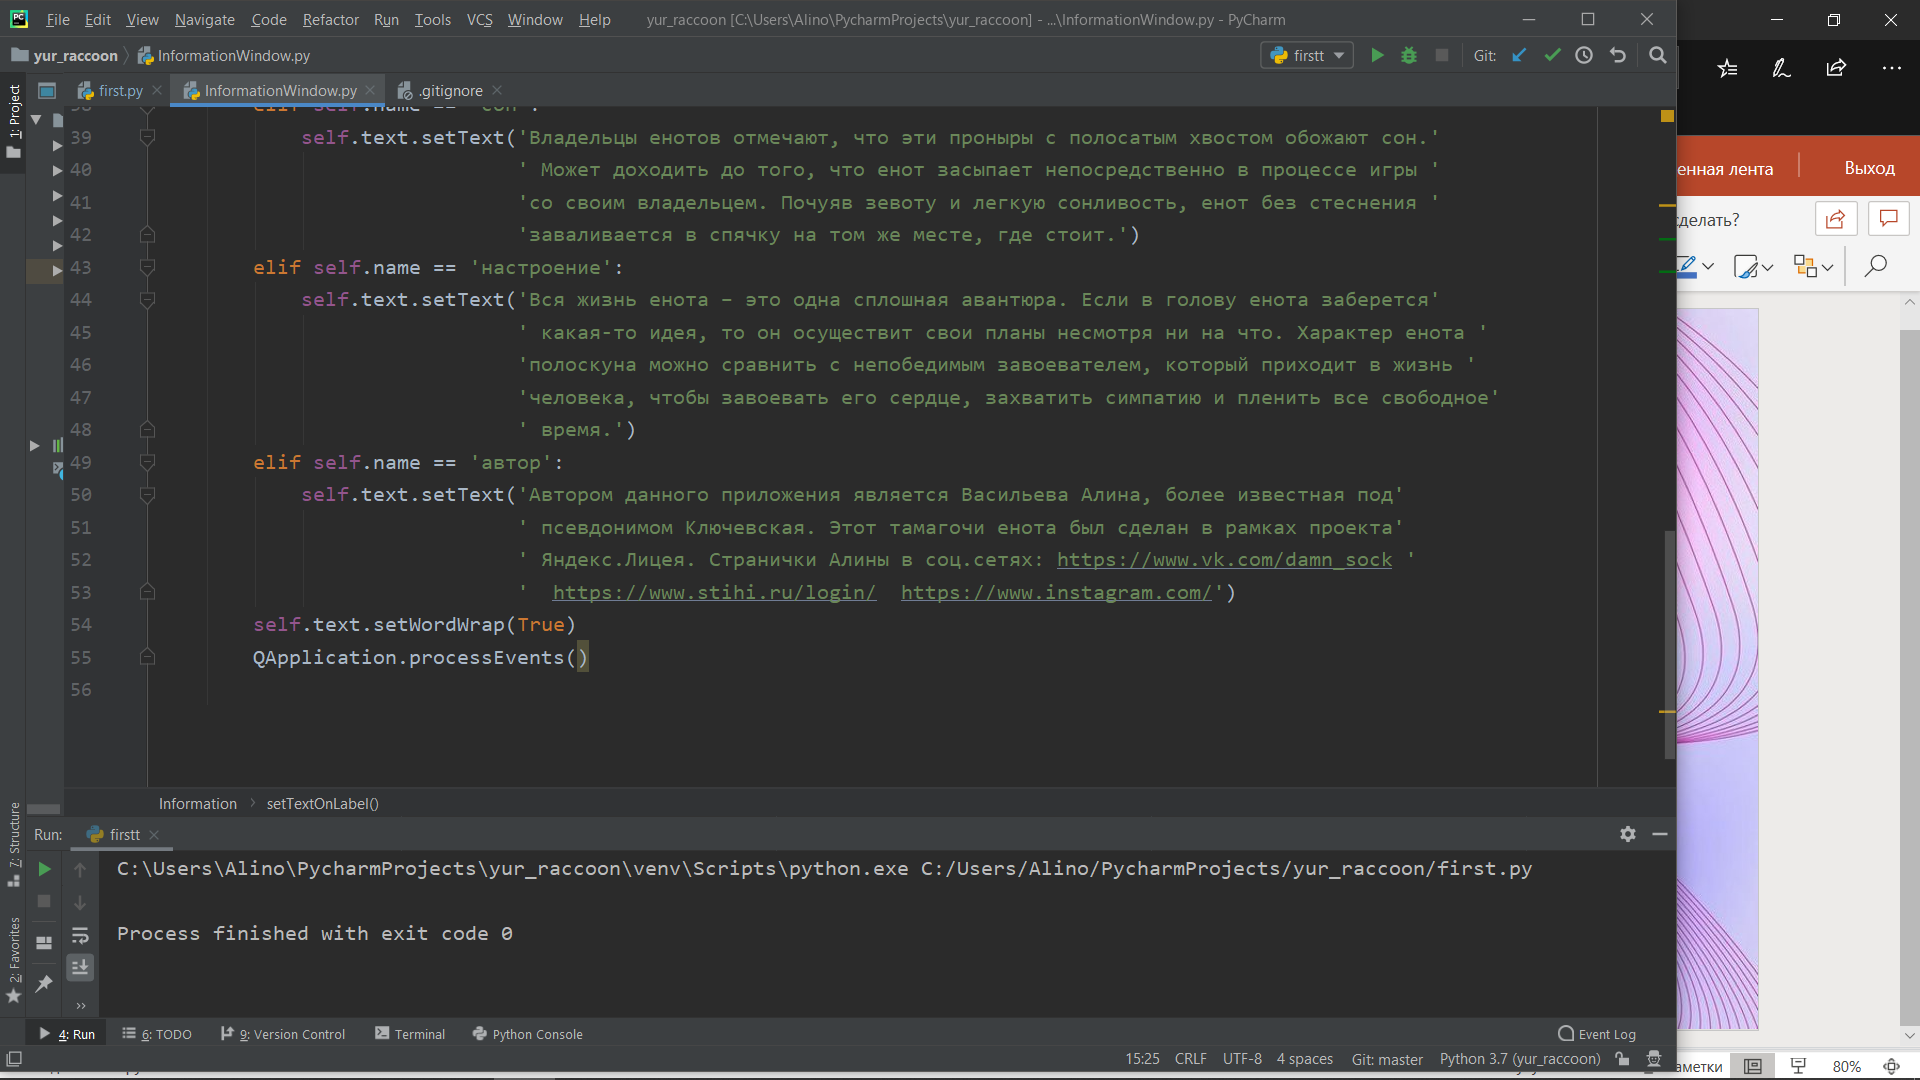 File Edit View Navigate Code Refactor Run Tools VCS Window Help yur_raccoon [C:\Users\Alino\PycharmProjects\yur_raccoon] - ...\InformationWindow.py - PyCharm
yur_raccoon InformationWindow.py firstt Git:
first.py InformationWindow.py .gitignore
1: Project
39 self.text.setText('Владельцы енотов отмечают, что эти проныры с полосатым хвостом обожают сон.'
40 ' Может доходить до того, что енот засыпает непосредственно в процессе игры '
41 'со своим владельцем. Почуяв зевоту и легкую сонливость, енот без стеснения '
42 'заваливается в спячку на том же месте, где стоит.')
43 elif self.name == 'настроение':
44 self.text.setText('Вся жизнь енота – это одна сплошная авантюра. Если в голову енота заберется'
45 ' какая-то идея, то он осуществит свои планы несмотря ни на что. Характер енота '
46 'полоскуна можно сравнить с непобедимым завоевателем, который приходит в жизнь '
47 'человека, чтобы завоевать его сердце, захватить симпатию и пленить все свободное'
48 ' время.')
49 elif self.name == 'автор':
50 self.text.setText('Автором данного приложения является Васильева Алина, более известная под'
51 ' псевдонимом Ключевская. Этот тамагочи енота был сделан в рамках проекта'
52 ' Яндекс.Лицея. Странички Алины в соц.сетях: https://www.vk.com/damn_sock '
53 ' https://www.stihi.ru/login/ https://www.instagram.com/')
54 self.text.setWordWrap(True)
55 QApplication.processEvents()
56
Information setTextOnLabel()
7: Structure
2: Favorites
Run: firstt
C:\Users\Alino\PycharmProjects\yur_raccoon\venv\Scripts\python.exe C:/Users/Alino/PycharmProjects/yur_raccoon/first.py
Process finished with exit code 0
4: Run 6: TODO 9: Version Control Terminal Python Console Event Log
15:25 CRLF UTF-8 4 spaces Git: master Python 3.7 (yur_raccoon)
лента Выход
80%